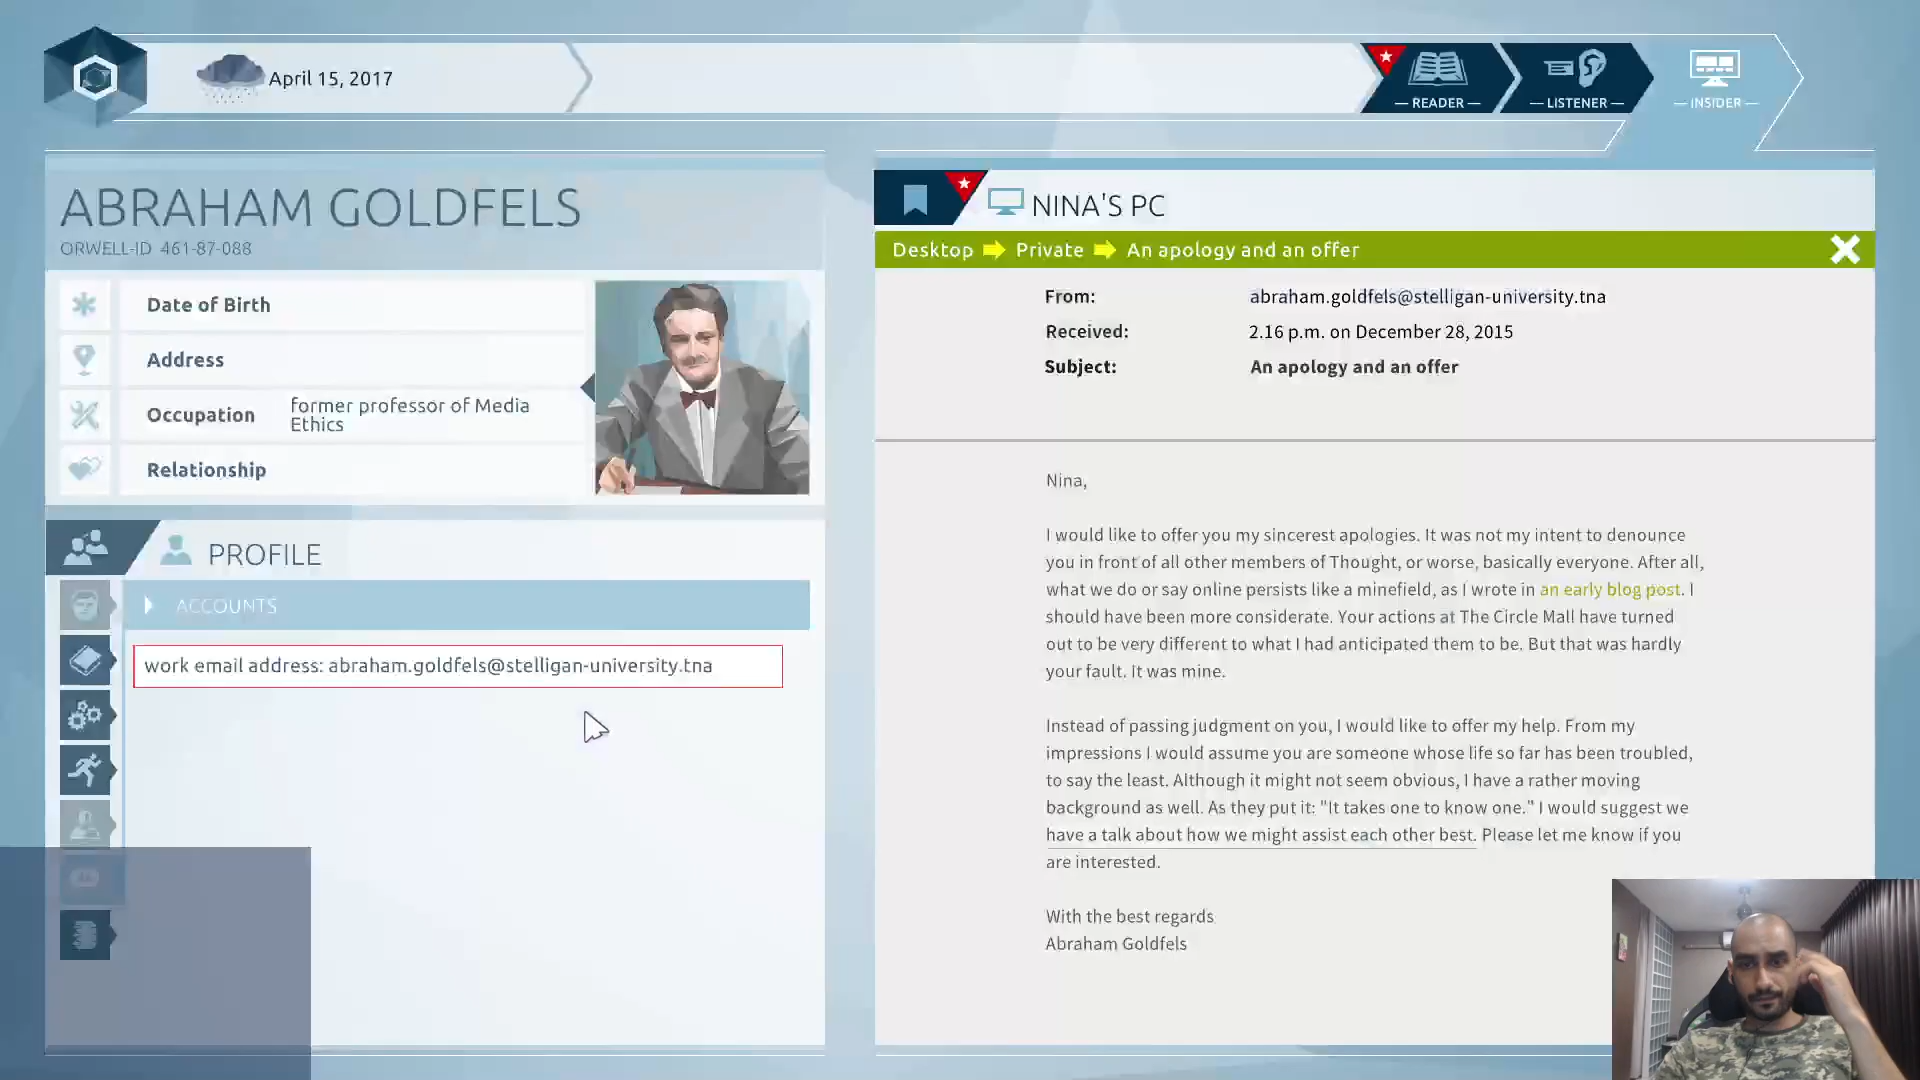 April 15, 2017
READER
LISTENER
INSIDER
ABRAHAM GOLDFELS
ORWELL-ID 461-87-088
Date of Birth
Address
Occupation former professor of Media
Ethics
Relationship
PROFILE
ACCOUNTS
work email address: abraham.goldfels@stelligan-university.tna
NINA'S PC
Desktop Private An apology and an offer
From: abraham.goldfels@stelligan-university.tna
Received: 2.16 p.m. on December 28, 2015
Subject: An apology and an offer
Nina,
I would like to offer you my sincerest apologies. It was not my intent to denounce
you in front of all other members of Thought, or worse, basically everyone. After all,
what we do or say online persists like a minefield, as I wrote in an early blog post. I
should have been more considerate. Your actions at The Circle Mall have turned
out to be very different to what I had anticipated them to be. But that was hardly
your fault. It was mine.
Instead of passing judgment on you, I would like to offer my help. From my
impressions I would assume you are someone whose life so far has been troubled,
to say the least. Although it might not seem obvious, I have a rather moving
background as well. As they put it: "It takes one to know one." I would suggest we
have a talk about how we might assist each other best. Please let me know if you
are interested.
With the best regards
Abraham Goldfels